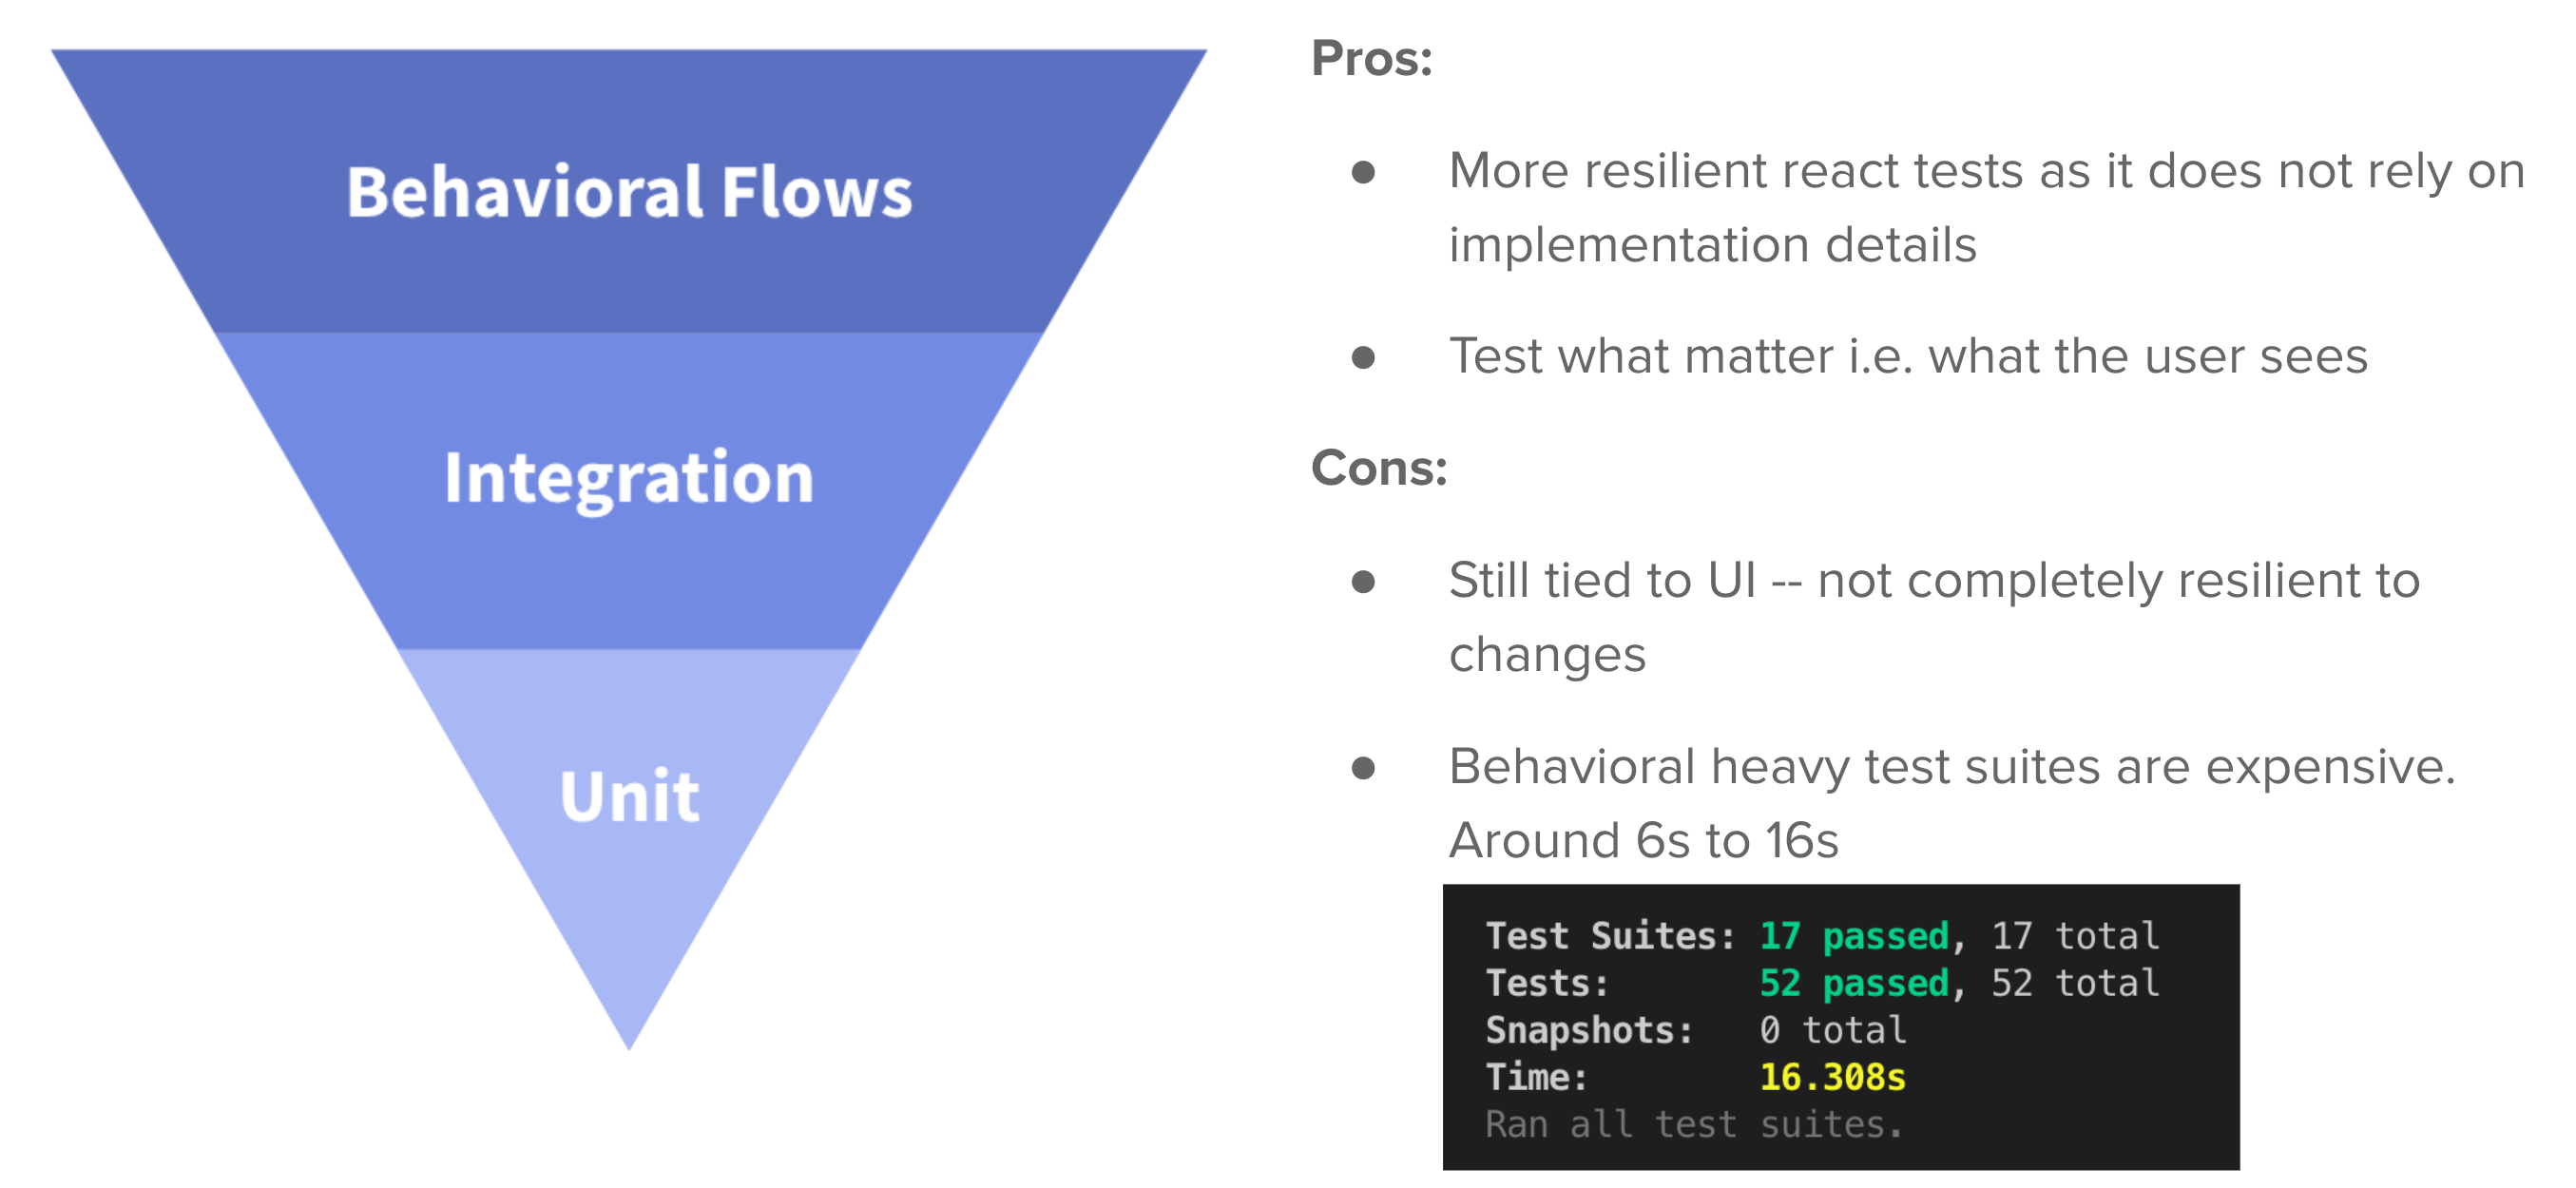 Behavioral Flows
Integration
Unit
Pros:
● More resilient react tests as it does not rely on
implementation details
● Test what matter i.e. what the user sees
Cons:
● Still tied to UI -- not completely resilient to
changes
● Behavioral heavy test suites are expensive.
Around 6s to 16s
Test Suites: 17 passed, 17 total
Tests: 52 passed, 52 total
Snapshots: 0 total
Time: 16.308s
Ran all test suites.